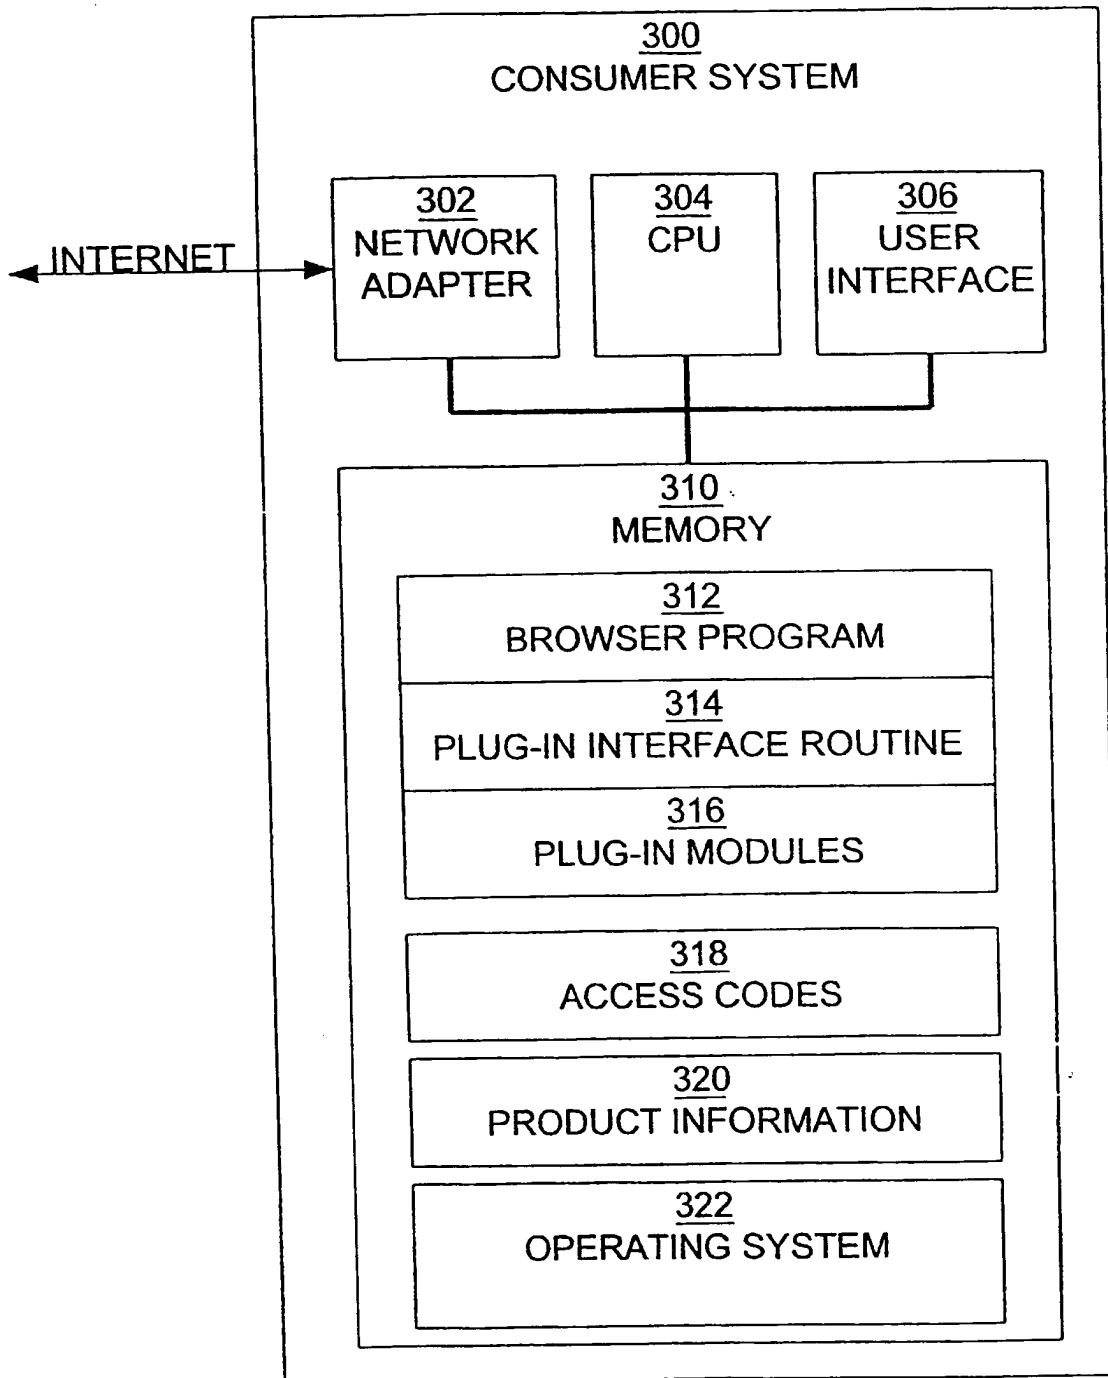 300
CONSUMER SYSTEM
INTERNET
302
NETWORK
ADAPTER
304
CPU
306
USER
INTERFACE
310
MEMORY
312
BROWSER PROGRAM
314
PLUG-IN INTERFACE ROUTINE
316
PLUG-IN MODULES
318
ACCESS CODES
320
PRODUCT INFORMATION
322
OPERATING SYSTEM